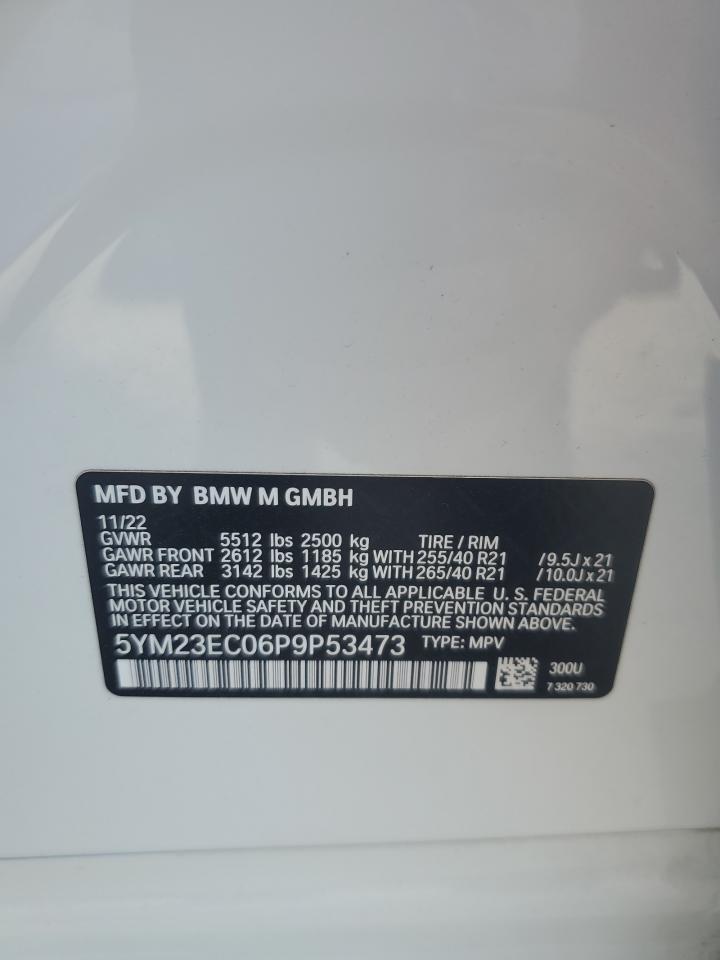 MFD BY BMW M GMBH
11/22
GVWR 5512 lbs 2500 kg TIRE / RIM
GAWR FRONT 2612 lbs 1185 kg WITH 255/40 R21 /9.5J x 21
GAWR REAR 3142 lbs 1425 kg WITH 265/40 R21 /10.0J x 21
THIS VEHICLE CONFORMS TO ALL APPLICABLE U. S. FEDERAL
MOTOR VEHICLE SAFETY AND THEFT PREVENTION STANDARDS
IN EFFECT ON THE DATE OF MANUFACTURE SHOWN ABOVE.
5YM23EC06P9P53473 TYPE: MPV
300U
7 320 730